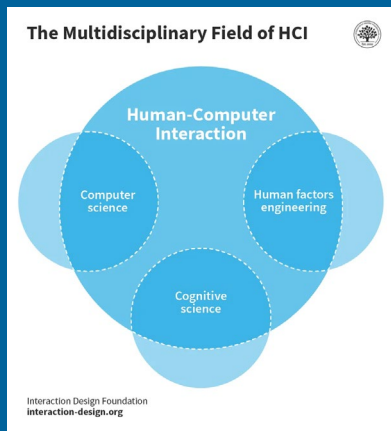 The Multidisciplinary Field of HCI
Human-Computer
Interaction
Computer
science
Human factors
engineering
Cognitive
science
Interaction Design Foundation
interaction-design.org